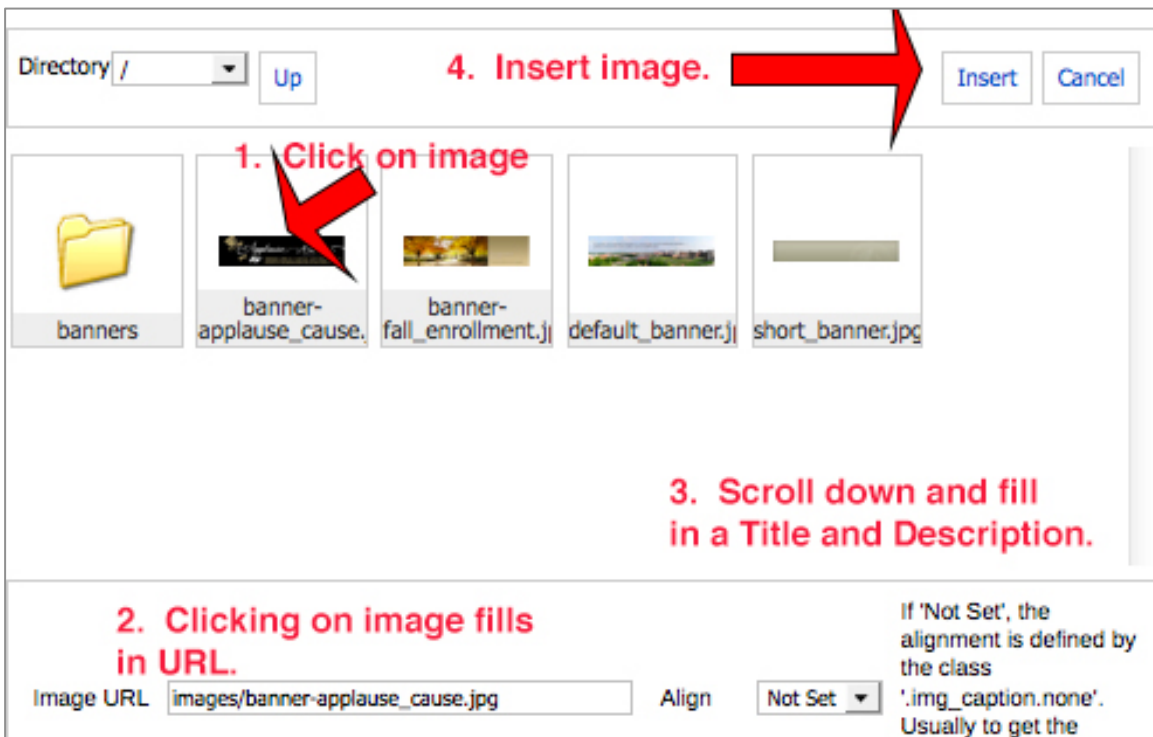 Directory / Up 4. Insert image. Insert Cancel
1. Click on image
banners
banner-
applause_cause.
banner-
fall_enrollment.j
default_banner.j
short_banner.jpg
3. Scroll down and fill
in a Title and Description.
2. Clicking on image fills
in URL.
Image URL images/banner-applause_cause.jpg Align Not Set
If 'Not Set', the
alignment is defined by
the class
'.img_caption.none'.
Usually to get the